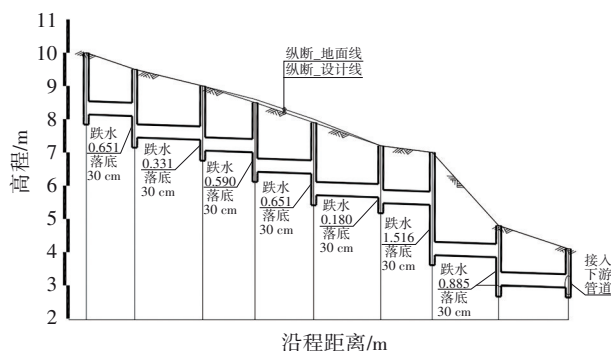 11
10
9
8
7
6
5
4
3
2
高程/m
纵断_地面线
纵断_设计线
跌水
0.651
落底
30 cm
跌水
0.331
落底
30 cm
跌水
0.590
落底
30 cm
跌水
0.651
落底
30 cm
跌水
0.180
落底
30 cm
跌水
1.516
落底
30 cm
跌水
0.885
落底
30 cm
接入
下游
管道
沿程距离/m